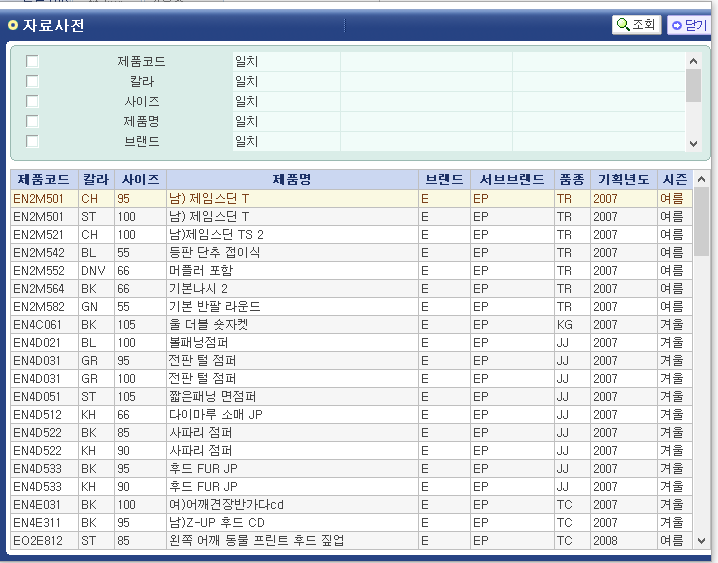 자료사전 조회 닫기
제품코드 일치
칼라 일치
사이즈 일치
제품명 일치
브랜드 일치
제품코드 칼라 사이즈 제품명 브랜드 서브브랜드 품종 기획년도 시즌
EN2M501 CH 95 남) 제임스딘 T E EP TR 2007 여름
EN2M501 ST 100 남) 제임스딘 T E EP TR 2007 여름
EN2M521 CH 100 남)제임스딘 TS 2 E EP TR 2007 여름
EN2M542 BL 55 등판 단추 접이식 E EP TR 2007 여름
EN2M552 DNV 66 머플러 포함 E EP TR 2007 여름
EN2M564 BK 66 기본나시 2 E EP TR 2007 여름
EN2M582 GN 55 기본 반팔 라운드 E EP TR 2007 여름
EN4C061 BK 105 울 더블 숏자켓 E EP KG 2007 겨울
EN4D021 BL 100 볼패닝점퍼 E EP JJ 2007 겨울
EN4D031 GR 95 전판 털 점퍼 E EP JJ 2007 겨울
EN4D031 GR 100 전판 털 점퍼 E EP JJ 2007 겨울
EN4D051 ST 105 짧은패닝 면점퍼 E EP JJ 2007 겨울
EN4D512 KH 66 다이마루 소매 JP E EP JJ 2007 겨울
EN4D522 BK 85 사파리 점퍼 E EP JJ 2007 겨울
EN4D522 KH 90 사파리 점퍼 E EP JJ 2007 겨울
EN4D533 BK 95 후드 FUR JP E EP JJ 2007 겨울
EN4D533 KH 90 후드 FUR JP E EP JJ 2007 겨울
EN4E031 BK 100 여)어깨견장반가다cd E EP TC 2007 겨울
EN4E311 BK 95 남)Z-UP 후드 CD E EP TC 2007 겨울
EO2E812 ST 85 왼쪽 어깨 동물 프린트 후드 짚업 E EP TC 2008 여름